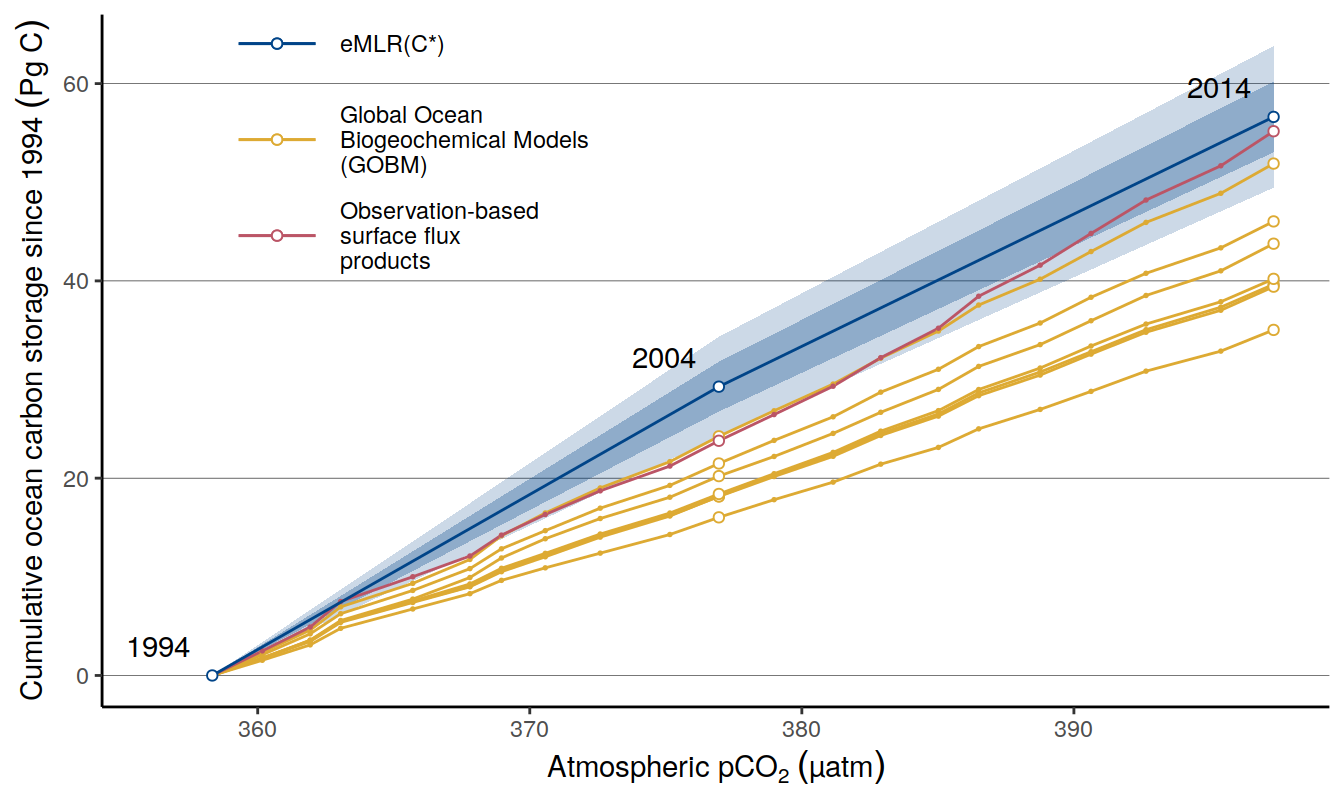 eMLR(C*)
Global Ocean
Biogeochemical Models
(GOBM)
Observation-based
surface flux
products
2014
2004
1994
60
40
20
0
Cumulative ocean carbon storage since 1994 (Pg C)
360
370
380
390
Atmospheric pCO₂ (µatm)